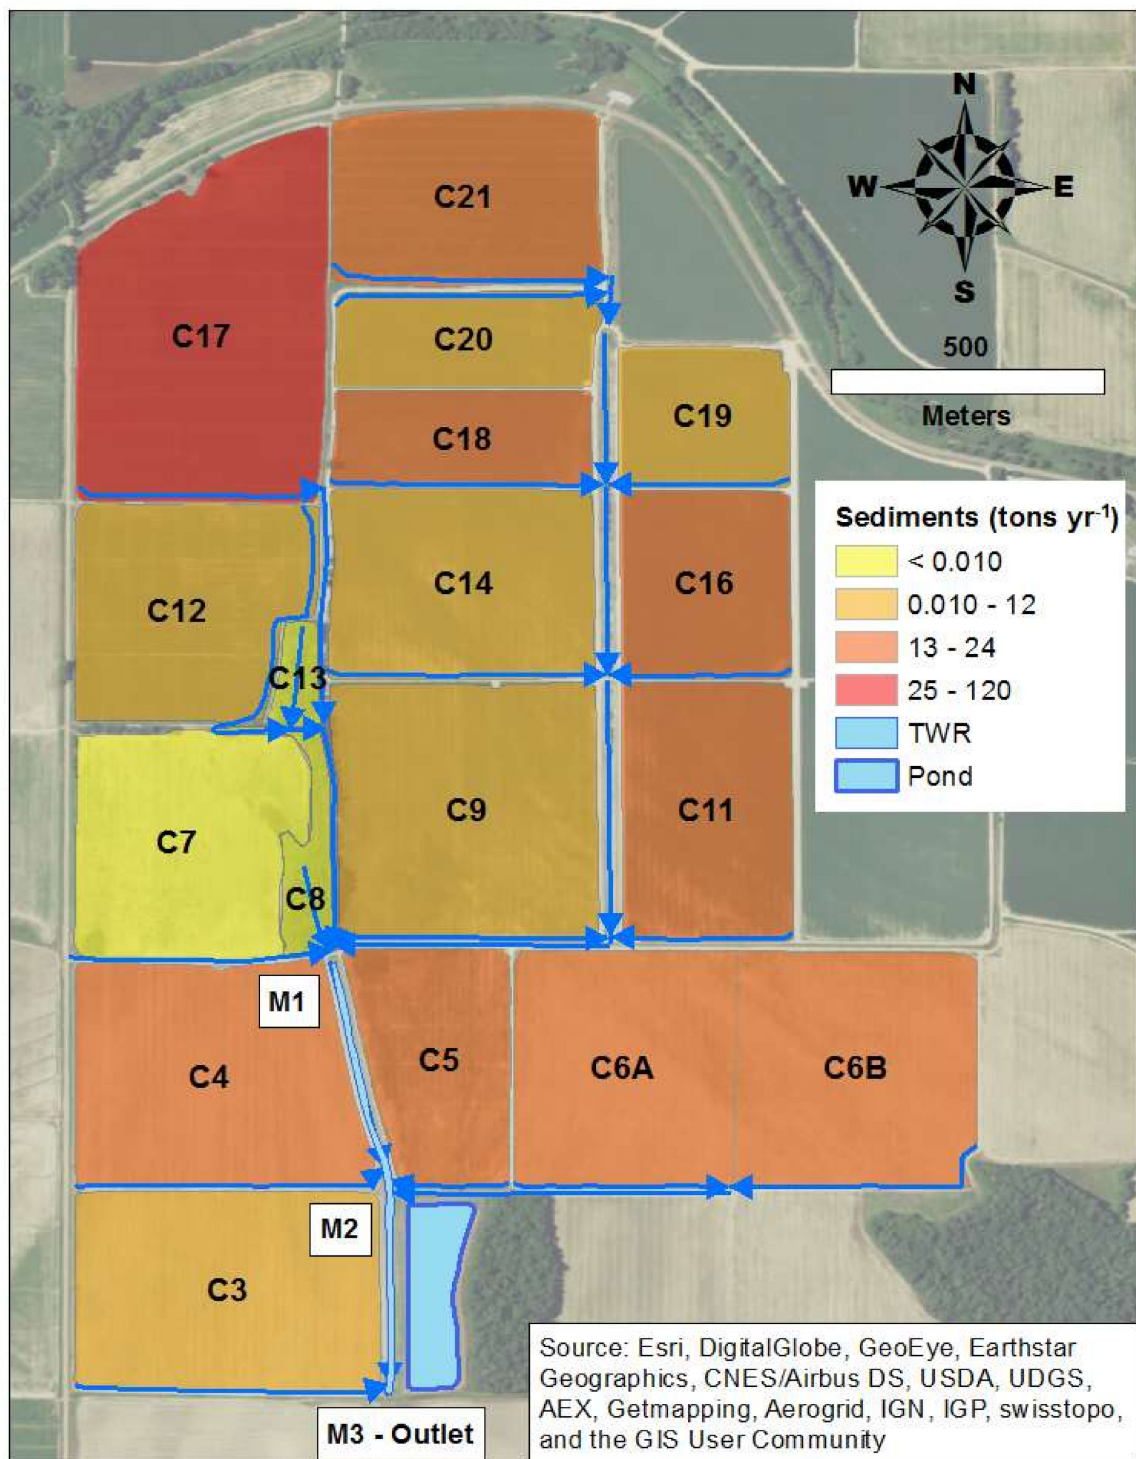 N
W E
S
500
Meters
C21
C17
C20
C19
C18
Sediments (tons yr⁻¹)
< 0.010
0.010 - 12
13 - 24
25 - 120
TWR
Pond
C12
C14
C16
C13
C7
C9
C11
C8
M1
C4
C5
C6A
C6B
M2
C3
M3 - Outlet
Source: Esri, DigitalGlobe, GeoEye, Earthstar
Geographics, CNES/Airbus DS, USDA, UDGS,
AEX, Getmapping, Aerogrid, IGN, IGP, swisstopo,
and the GIS User Community